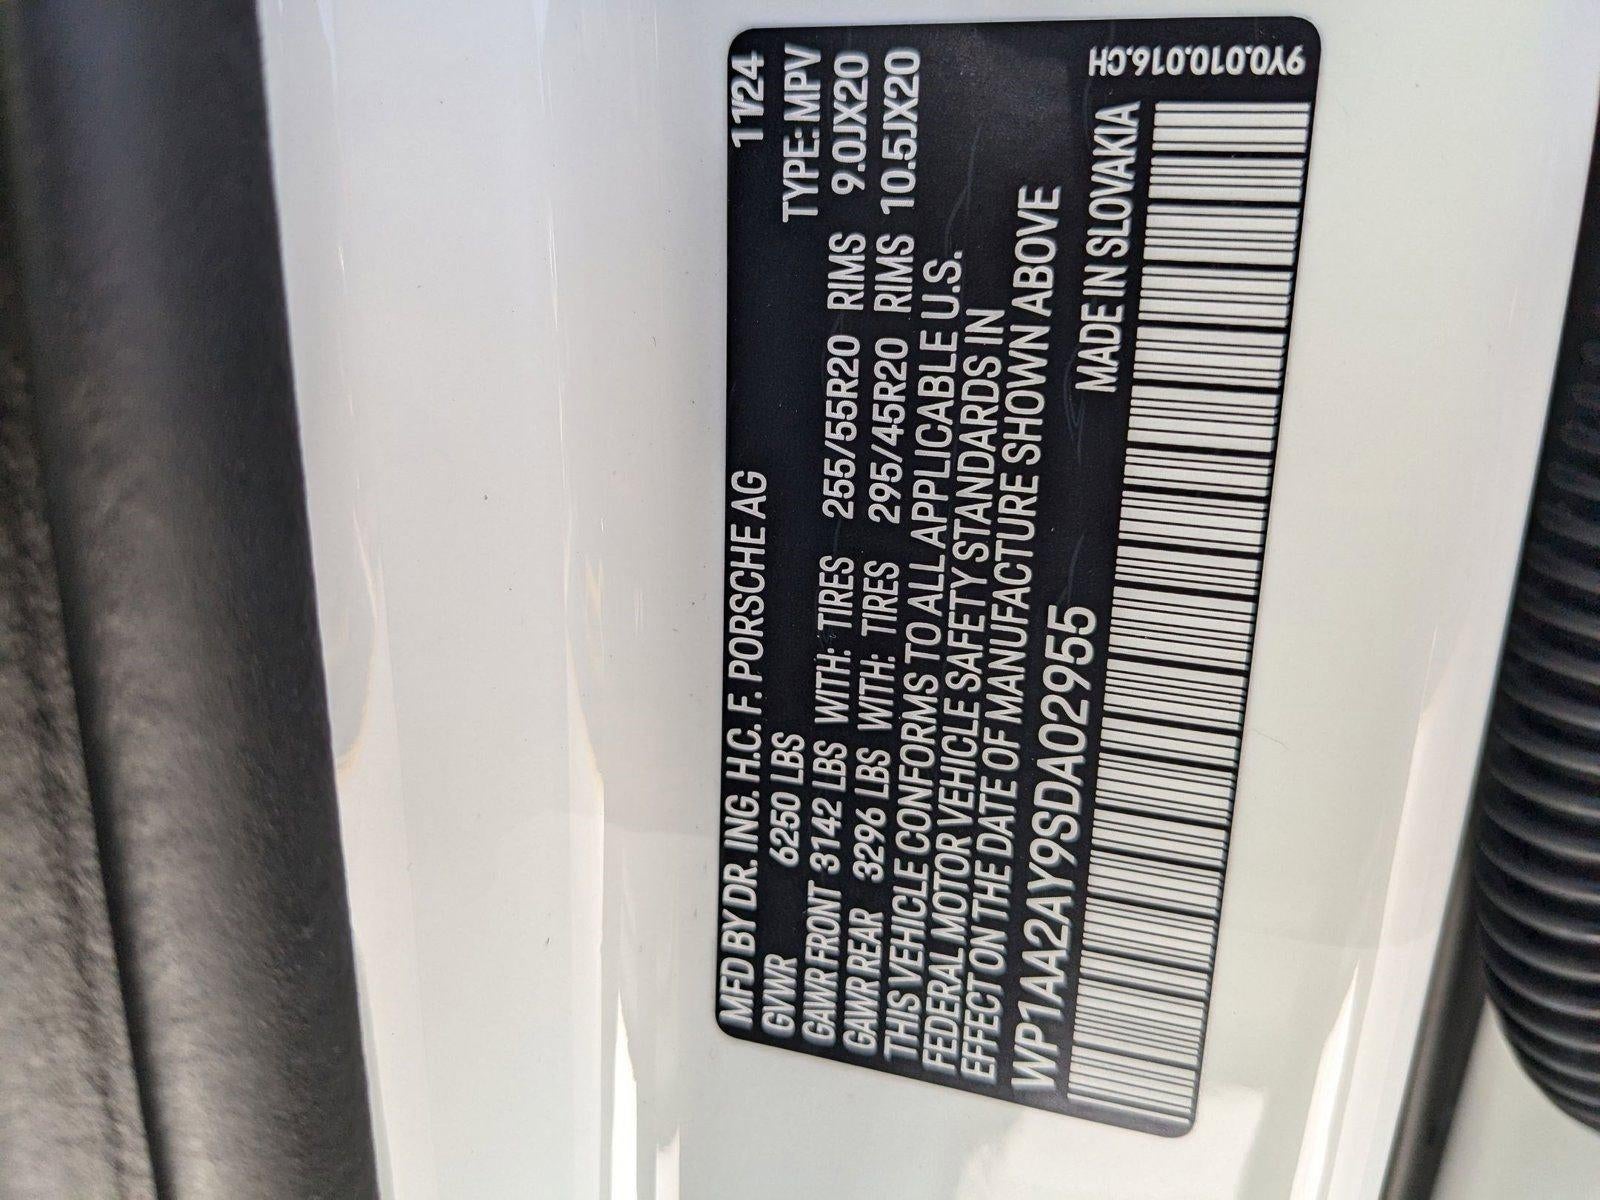 MFD BY DR. ING. H.C. F. PORSCHE AG 11/24
GVWR 6250 LBS TYPE: MPV
GAWR FRONT 3142 LBS WITH: TIRES 255/55R20 RIMS 9.0JX20
GAWR REAR 3296 LBS WITH: TIRES 295/45R20 RIMS 10.5JX20
THIS VEHICLE CONFORMS TO ALL APPLICABLE U.S.
FEDERAL MOTOR VEHICLE SAFETY STANDARDS IN
EFFECT ON THE DATE OF MANUFACTURE SHOWN ABOVE
WP1AA2AY9SDA02955
MADE IN SLOVAKIA
9Y0.010.016.CH